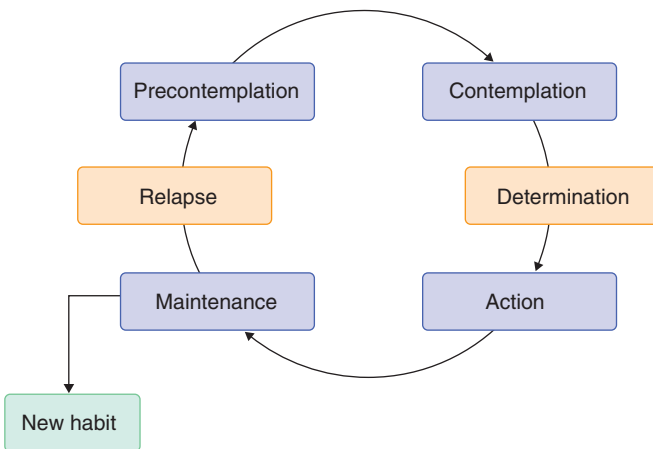 Precontemplation
Contemplation
Relapse
Determination
Maintenance
Action
New habit